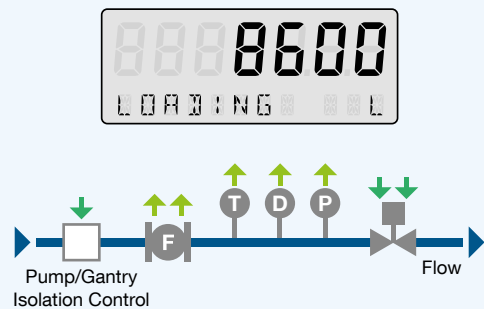 8600
LOADING L
T D P
F
Pump/Gantry
Isolation Control
Flow